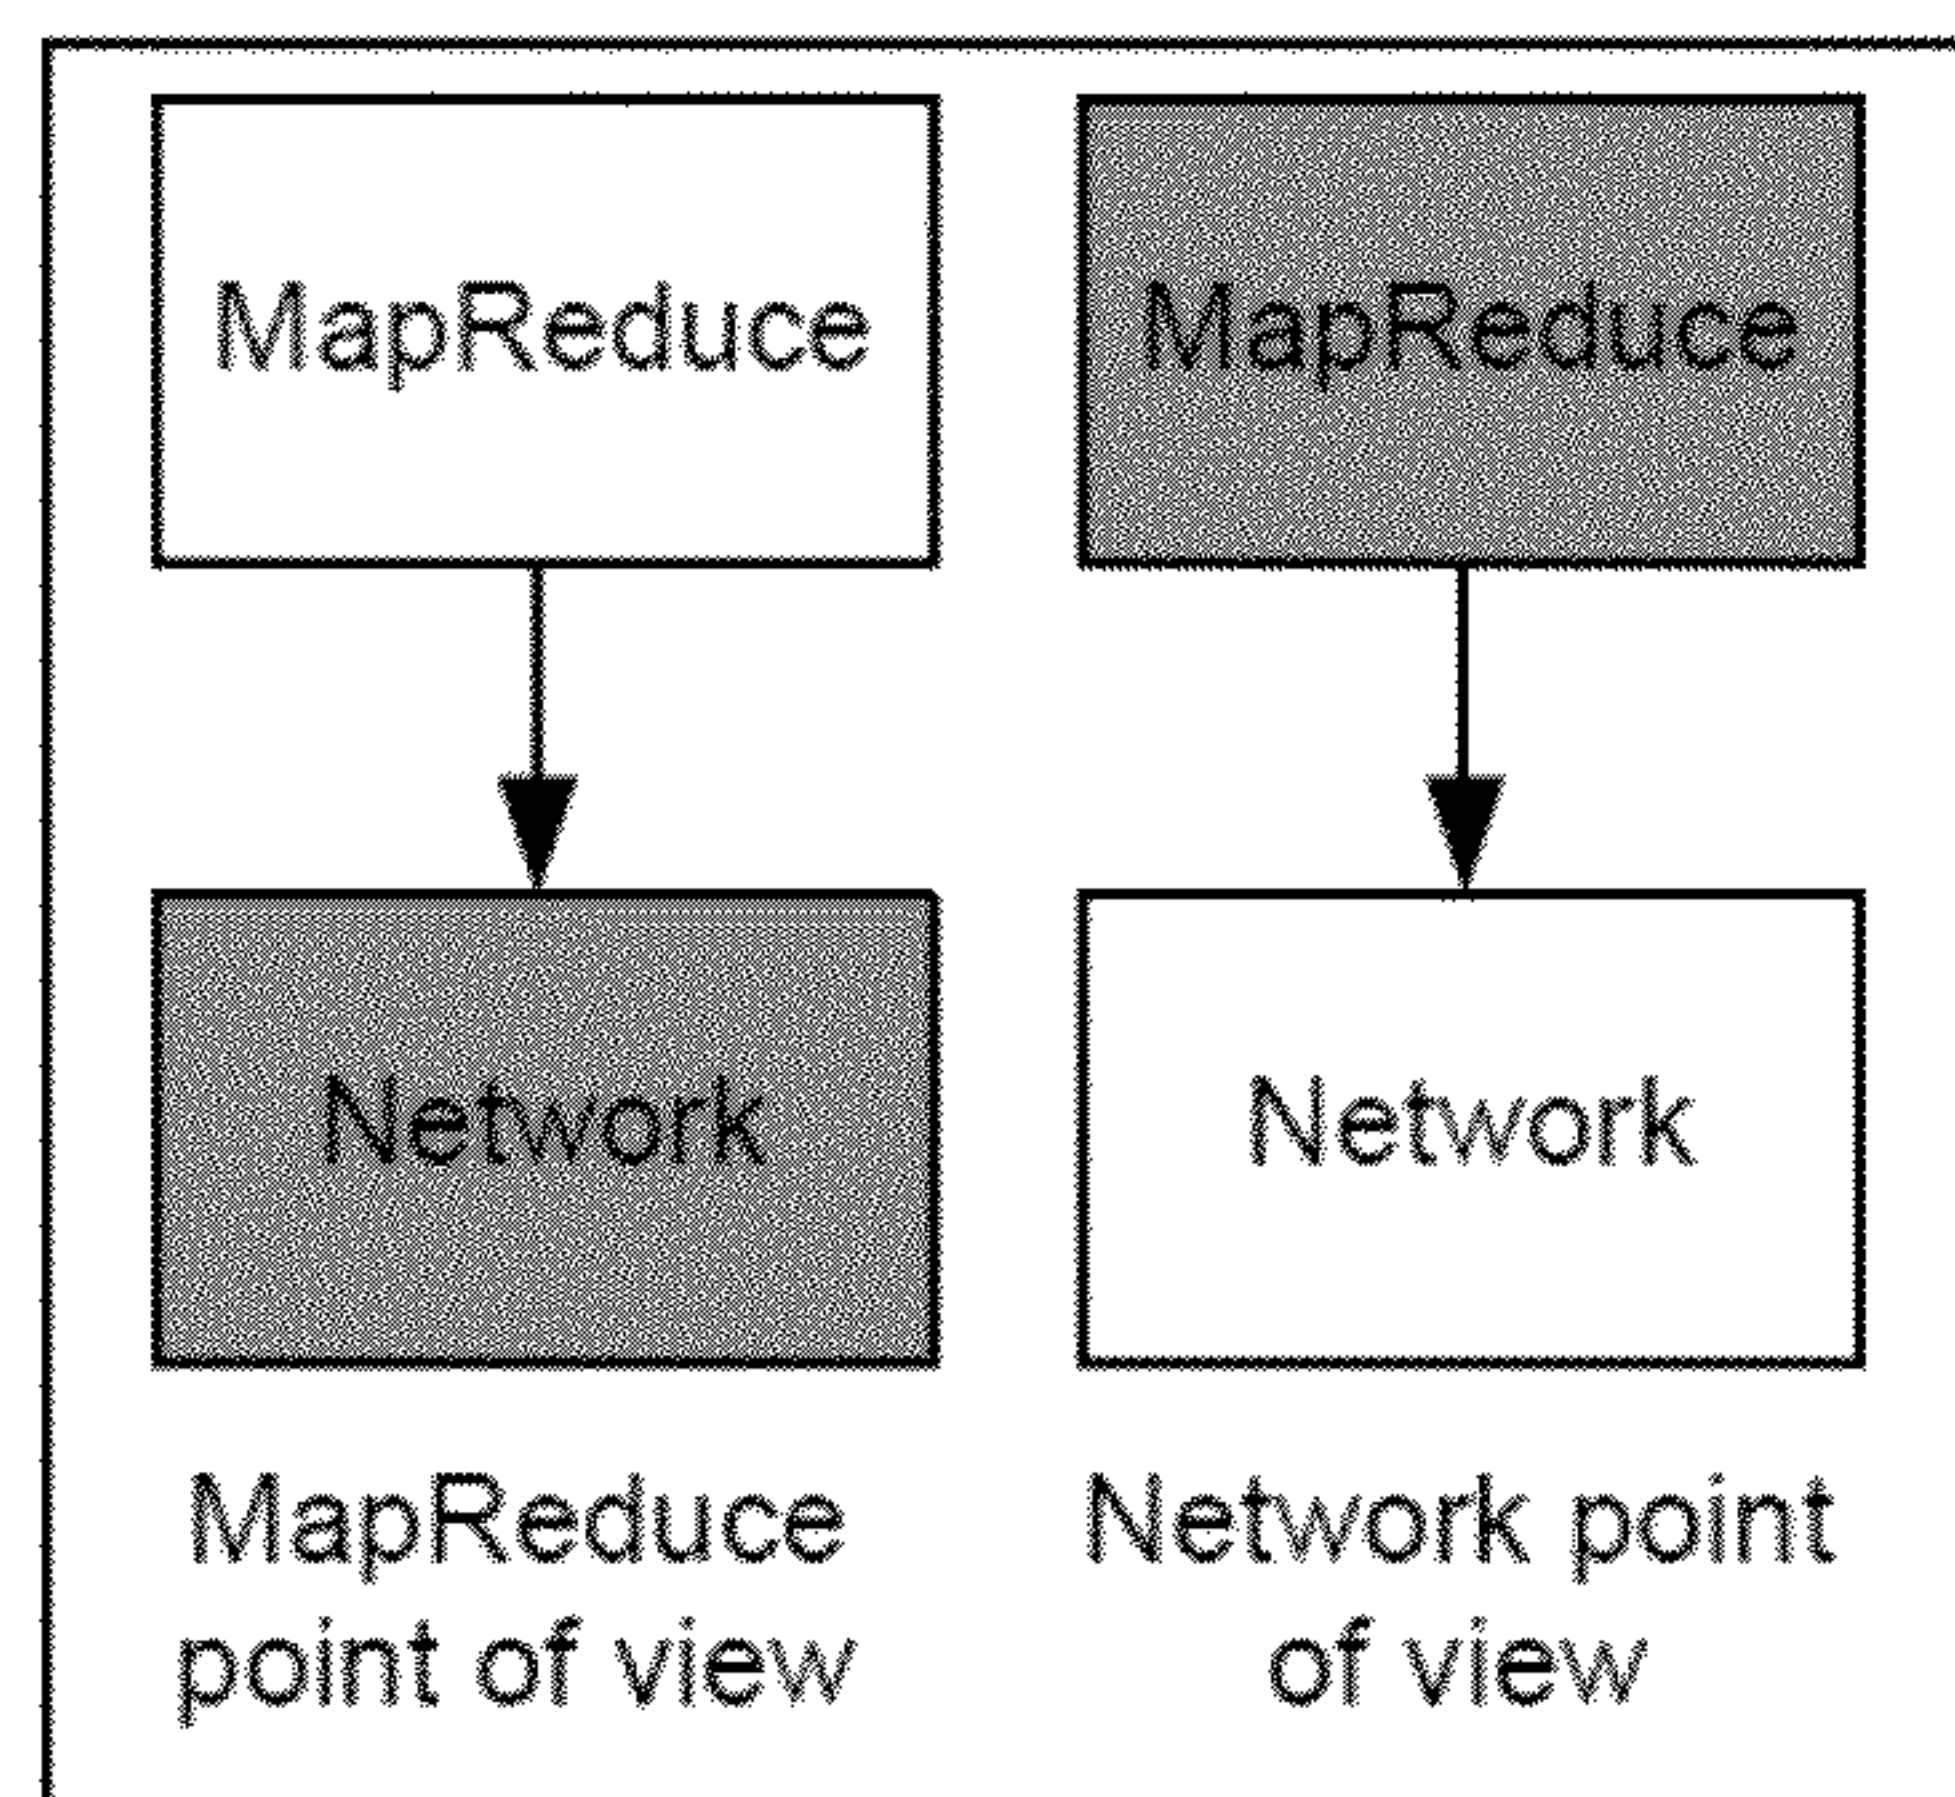 MapReduce
MapReduce
Network
Network
MapReduce
point of view
Network point
of view